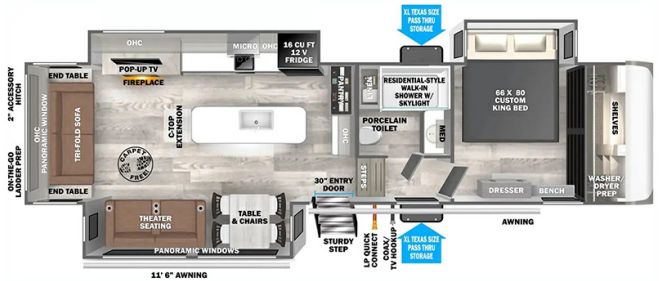 XL TEXAS SIZE
PASS THRU
STORAGE
OHC
MICRO
OHC
16 CU FT
12 V
FRIDGE
POP-UP TV
FIREPLACE
END TABLE
2" ACCESSORY
HITCH
ON-THE-GO
LADDER PREP
OHC
PANORAMIC WINDOW
TRI-FOLD SOFA
END TABLE
C-TOP
EXTENSION
CARPET
FREE!
PANTRY
OHC
LINEN
RESIDENTIAL-STYLE
WALK-IN
SHOWER W/
SKYLIGHT
PORCELAIN
TOILET
MED
66 X 80
CUSTOM
KING BED
SHELVES
WASHER/
DRYER
PREP
STEPS
30" ENTRY
DOOR
DRESSER
BENCH
THEATER
SEATING
TABLE
& CHAIRS
PANORAMIC WINDOWS
STURDY
STEP
LP QUICK
CONNECT
COAX/
TV HOOKUP
XL TEXAS SIZE
PASS THRU
STORAGE
AWNING
11' 6" AWNING